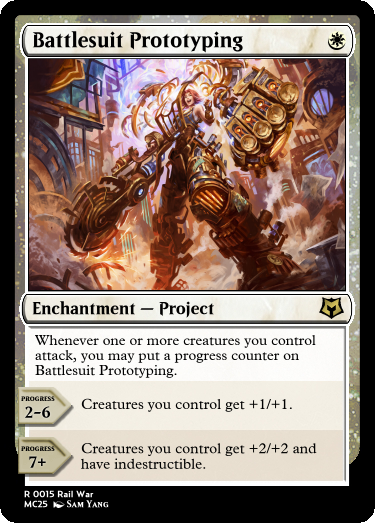 Battlesuit Prototyping
Enchantment — Project
Whenever one or more creatures you control
attack, you may put a progress counter on
Battlesuit Prototyping.
PROGRESS
2-6
Creatures you control get +1/+1.
PROGRESS
7+
Creatures you control get +2/+2 and
have indestructible.
R 0015 Rail War
MC25 Sam Yang